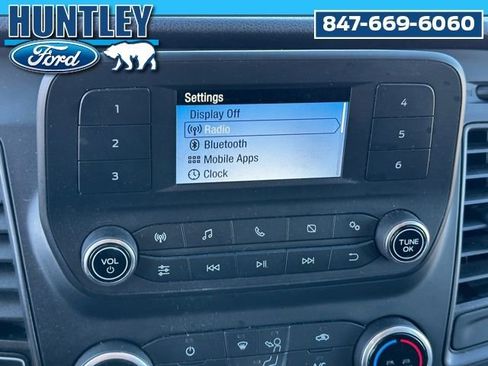 HUNTLEY
Ford
847-669-6060
Settings
Display Off
Radio
Bluetooth
Mobile Apps
Clock
1
2
3
4
5
6
VOL
TUNE
OK
A/C